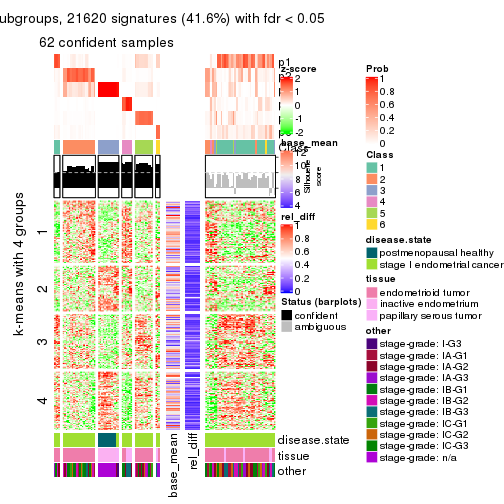 ubgroups, 21620 signatures (41.6%) with fdr < 0.05
62 confident samples
p1
z-score
2
1
0
-1
-2
Class
base_mean
12
10
8
6
4
Silhouette
score
rel_diff
1
0.8
0.6
0.4
0.2
0
Status (barplots)
confident
ambiguous
k-means with 4 groups
1
2
3
4
base_mean
rel_diff
disease.state
tissue
other
Prob
1
0.8
0.6
0.4
0.2
0
Class
1
2
3
4
5
6
disease.state
postmenopausal healthy
stage I endometrial cancer
tissue
endometrioid tumor
inactive endometrium
papillary serous tumor
other
stage-grade: I-G3
stage-grade: IA-G1
stage-grade: IA-G2
stage-grade: IA-G3
stage-grade: IB-G1
stage-grade: IB-G2
stage-grade: IB-G3
stage-grade: IC-G1
stage-grade: IC-G2
stage-grade: IC-G3
stage-grade: n/a